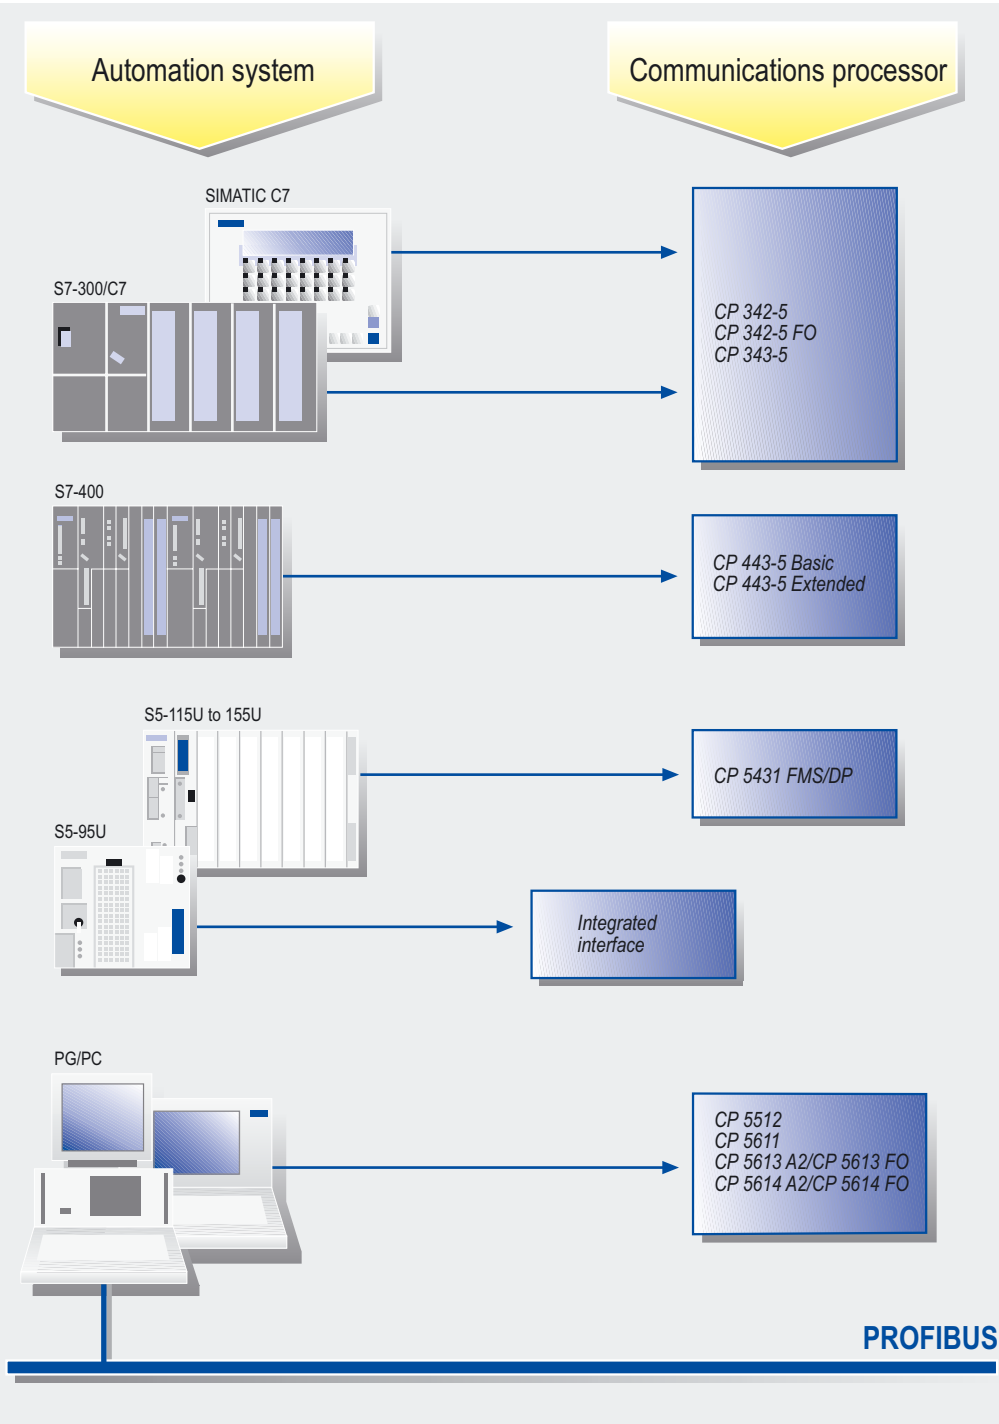 Automation system
Communications processor
SIMATIC C7
S7-300/C7
CP 342-5
CP 342-5 FO
CP 343-5
S7-400
CP 443-5 Basic
CP 443-5 Extended
S5-115U to 155U
CP 5431 FMS/DP
S5-95U
Integrated
interface
PG/PC
CP 5512
CP 5611
CP 5613 A2/CP 5613 FO
CP 5614 A2/CP 5614 FO
PROFIBUS